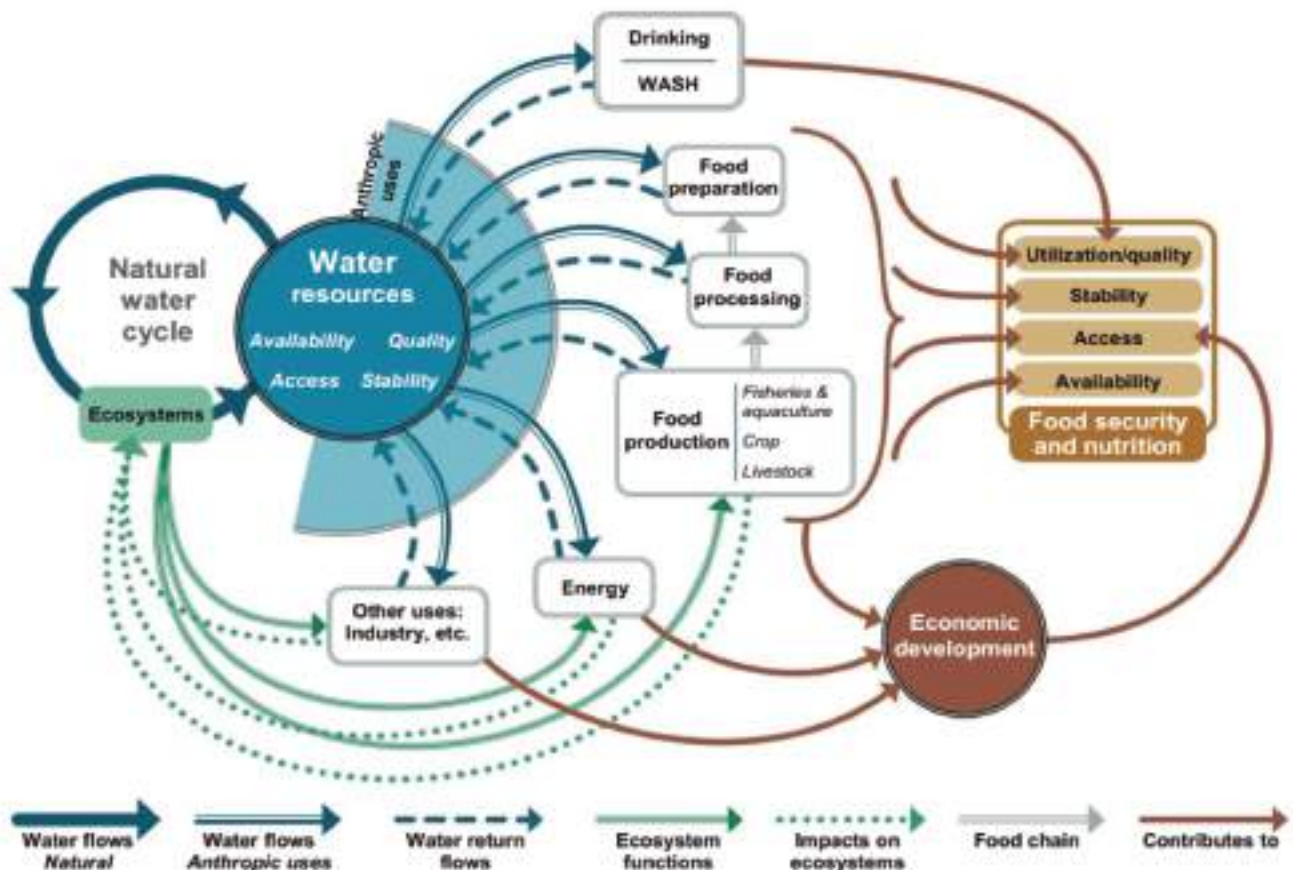 Drinking
WASH
Anthropic
uses
Food
preparation
Natural
water
cycle
Water
resources
Availability Quality
Access Stability
Food
processing
Utilization/quality
Stability
Access
Availability
Food security
and nutrition
Ecosystems
Food
production
Fisheries &
aquaculture
Crop
Livestock
Other uses:
Industry, etc.
Energy
Economic
development
Water flows
Natural
Water flows
Anthropic uses
Water return
flows
Ecosystem
functions
Impacts on
ecosystems
Food chain
Contributes to